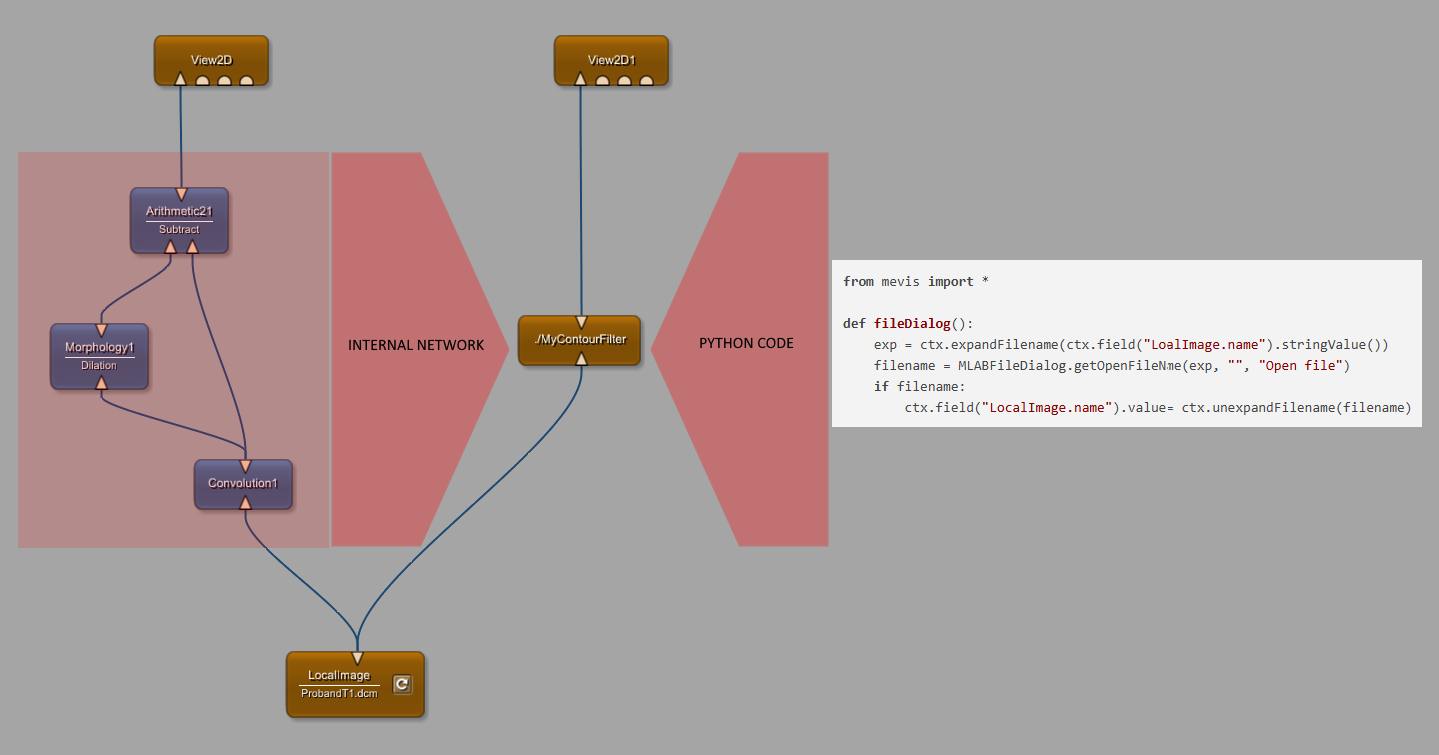 View2D
View2D1
Arithmetic21
Subtract
Morphology1
Dilation
Convolution1
INTERNAL NETWORK
./MyContourFilter
PYTHON CODE
from mevis import *
def fileDialog():
exp = ctx.expandFilename(ctx.field("LoalImage.name").stringValue())
filename = MLABFileDialog.getOpenFileNme(exp, "", "Open file")
if filename:
ctx.field("LocalImage.name").value= ctx.unexpandFilename(filename)
LocalImage
ProbandT1.dcm